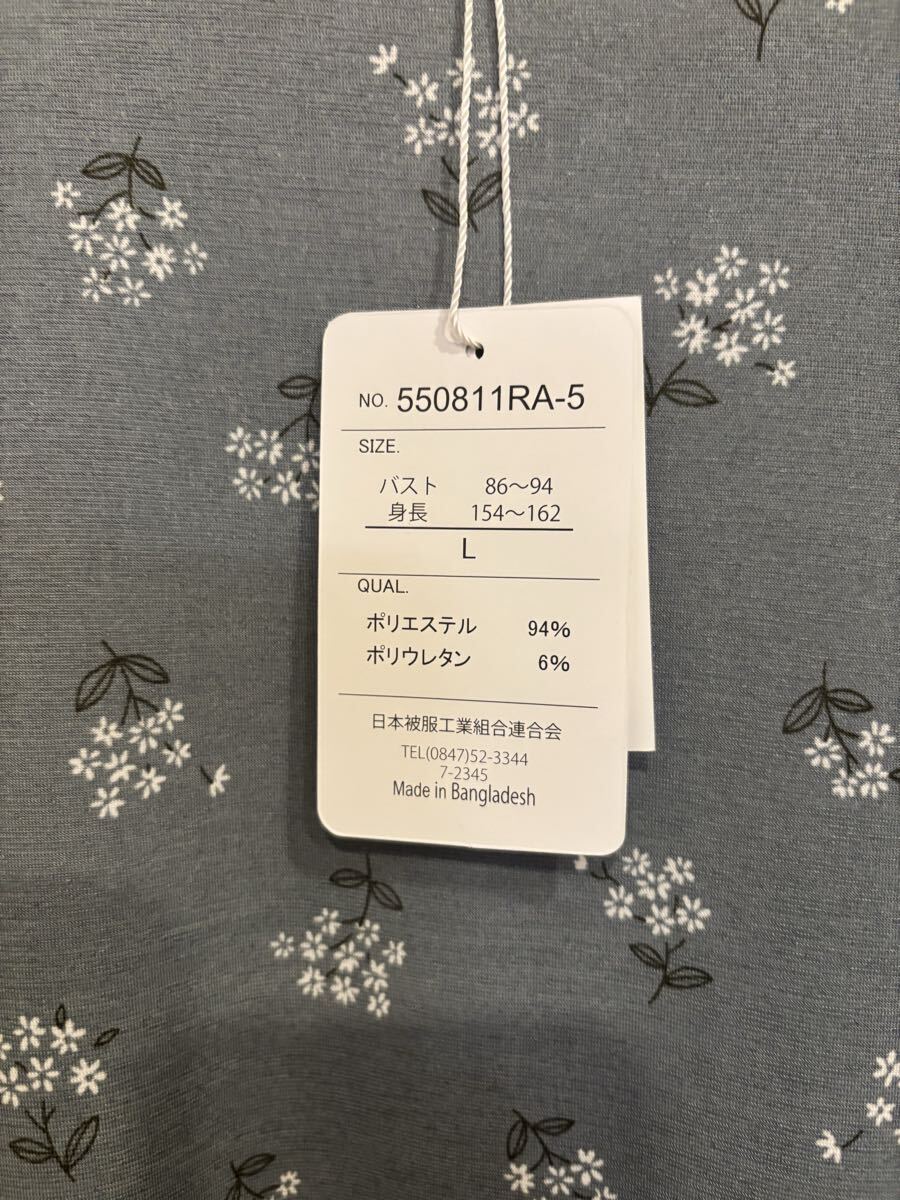 NO. 550811RA-5
SIZE.
バスト 86〜94
身長 154〜162
L
QUAL.
ポリエステル 94%
ポリウレタン 6%
日本被服工業組合連合会
TEL(0847)52-3344
7-2345
Made in Bangladesh